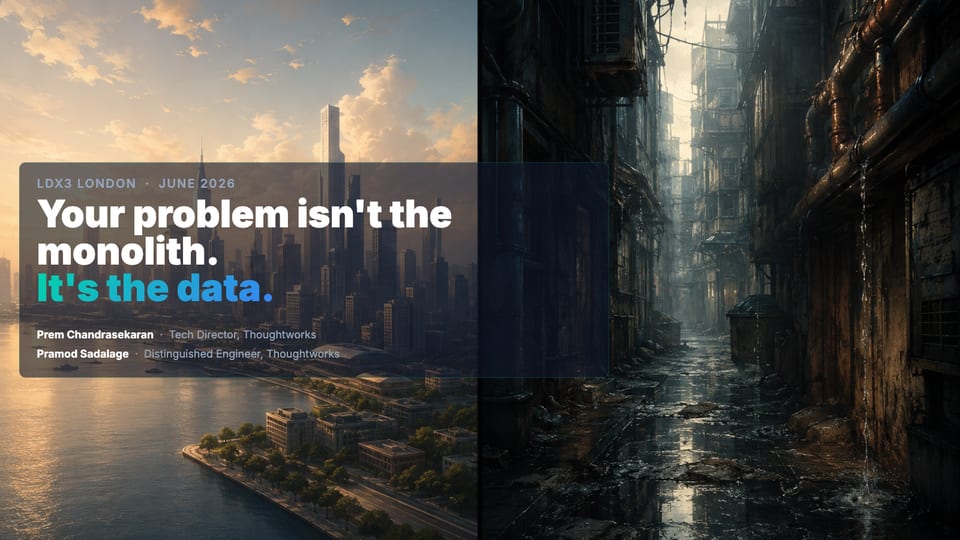 LDX3 LONDON · JUNE 2026
Your problem isn't the
monolith.
It's the data.
Prem Chandrasekaran · Tech Director, Thoughtworks
Pramod Sadalage · Distinguished Engineer, Thoughtworks